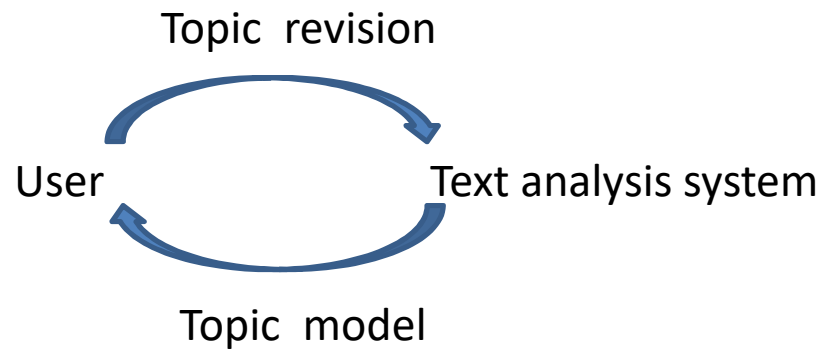 Topic revision
User
Text analysis system
Topic model